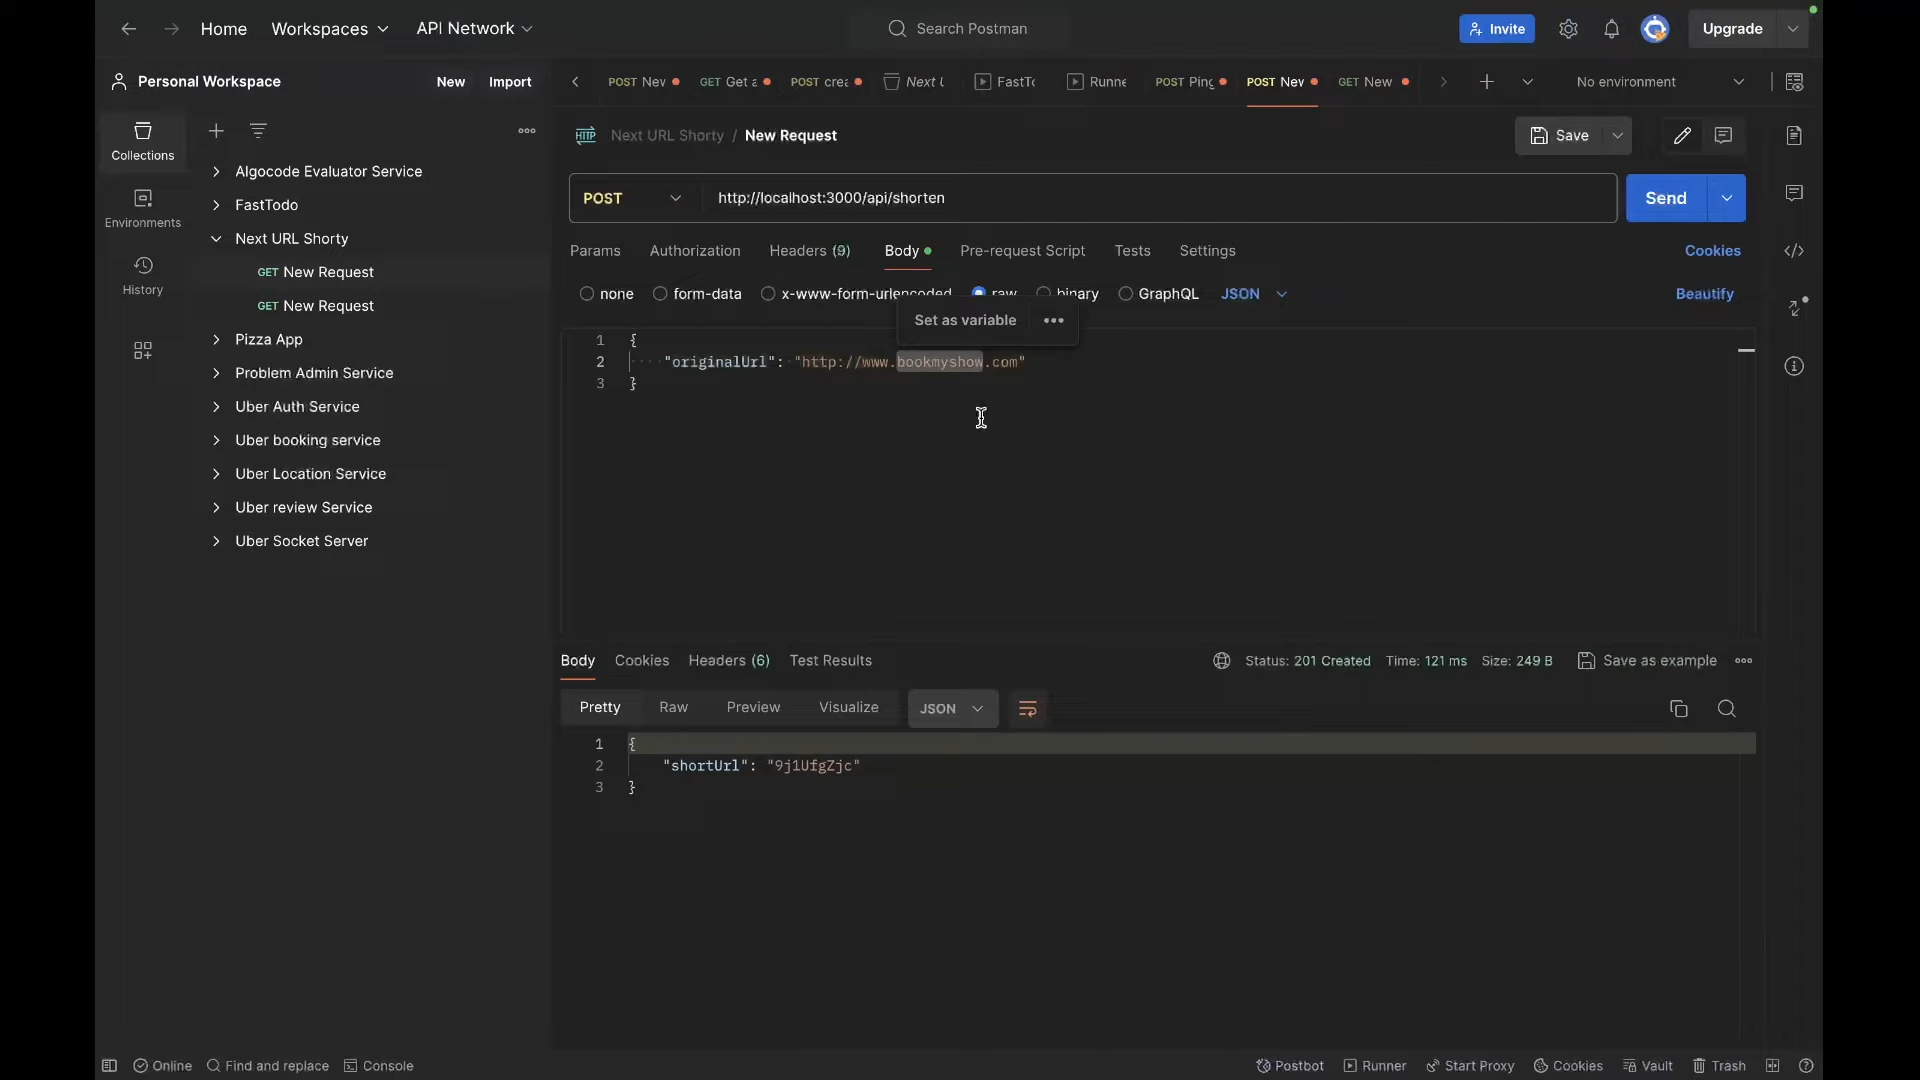 Home Workspaces API Network Search Postman Invite Upgrade
Personal Workspace New Import
POST Nev GET Get a POST crea Next U FastTc Runne POST Ping POST Nev GET New No environment
Collections
Environments
History
Algocode Evaluator Service
FastTodo
Next URL Shorty
GET New Request
GET New Request
Pizza App
Problem Admin Service
Uber Auth Service
Uber booking service
Uber Location Service
Uber review Service
Uber Socket Server
HTTP Next URL Shorty / New Request Save
POST http://localhost:3000/api/shorten Send
Params Authorization Headers (9) Body Pre-request Script Tests Settings Cookies
none form-data x-www-form-urlencoded raw binary GraphQL JSON Beautify
Set as variable
1 {
2 "originalUrl": "http://www.bookmyshow.com"
3 }
Body Cookies Headers (6) Test Results Status: 201 Created Time: 121 ms Size: 249 B Save as example
Pretty Raw Preview Visualize JSON
1 {
2 "shortUrl": "9j1UfgZjc"
3 }
Online Find and replace Console Postbot Runner Start Proxy Cookies Vault Trash